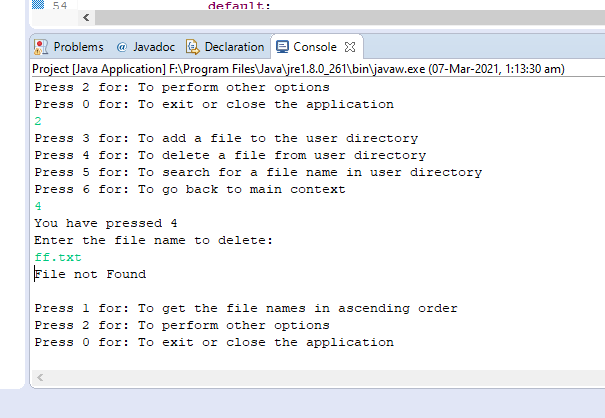 54 default:
Problems @ Javadoc Declaration Console
Project [Java Application] F:\Program Files\Java\jre1.8.0_261\bin\javaw.exe (07-Mar-2021, 1:13:30 am)
Press 2 for: To perform other options
Press 0 for: To exit or close the application
2
Press 3 for: To add a file to the user directory
Press 4 for: To delete a file from user directory
Press 5 for: To search for a file name in user directory
Press 6 for: To go back to main context
4
You have pressed 4
Enter the file name to delete:
ff.txt
File not Found
Press 1 for: To get the file names in ascending order
Press 2 for: To perform other options
Press 0 for: To exit or close the application